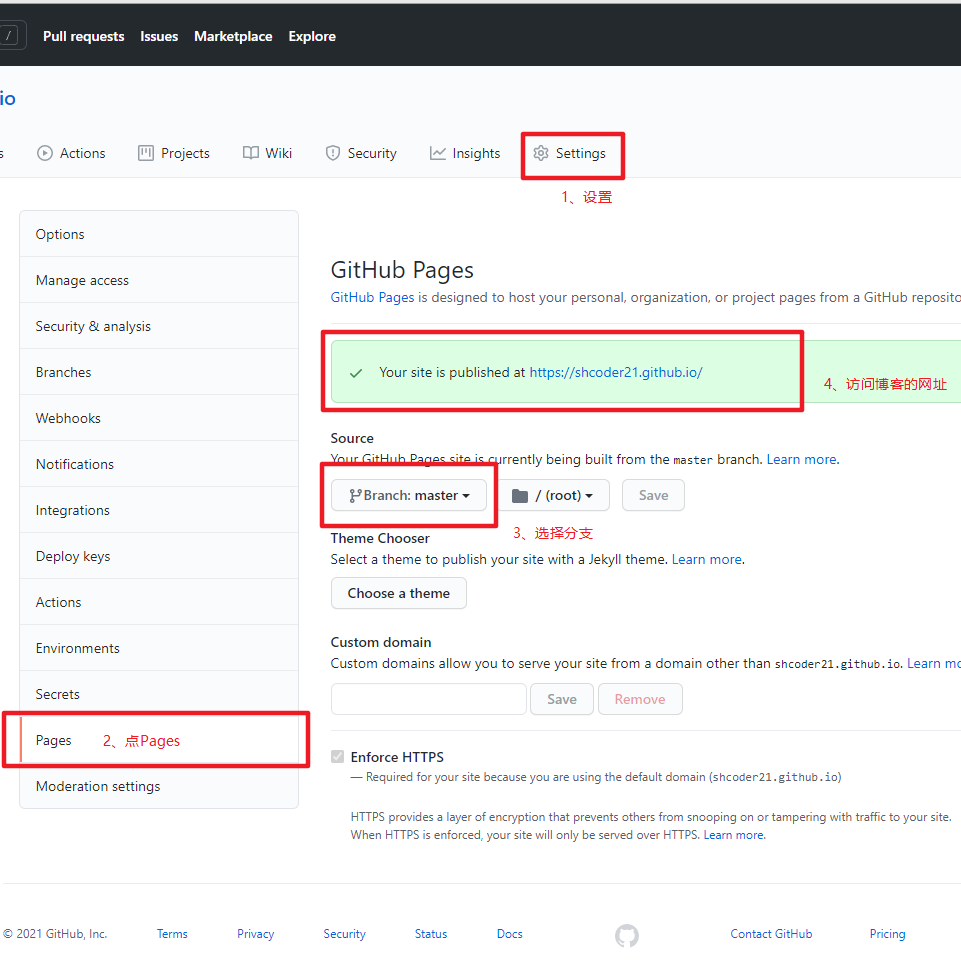 / Pull requests Issues Marketplace Explore
io
s Actions Projects Wiki Security Insights Settings
1、设置
Options
Manage access
Security & analysis
Branches
Webhooks
Notifications
Integrations
Deploy keys
Actions
Environments
Secrets
Pages 2、点Pages
Moderation settings
GitHub Pages
GitHub Pages is designed to host your personal, organization, or project pages from a GitHub reposito
Your site is published at https://shcoder21.github.io/
4、访问博客的网址
Source
Your GitHub Pages site is currently being built from the master branch. Learn more.
Branch: master / (root) Save
3、选择分支
Theme Chooser
Select a theme to publish your site with a Jekyll theme. Learn more.
Choose a theme
Custom domain
Custom domains allow you to serve your site from a domain other than shcoder21.github.io. Learn mo
Save Remove
Enforce HTTPS
— Required for your site because you are using the default domain (shcoder21.github.io)
HTTPS provides a layer of encryption that prevents others from snooping on or tampering with traffic to your site.
When HTTPS is enforced, your site will only be served over HTTPS. Learn more.
© 2021 GitHub, Inc. Terms Privacy Security Status Docs Contact GitHub Pricing